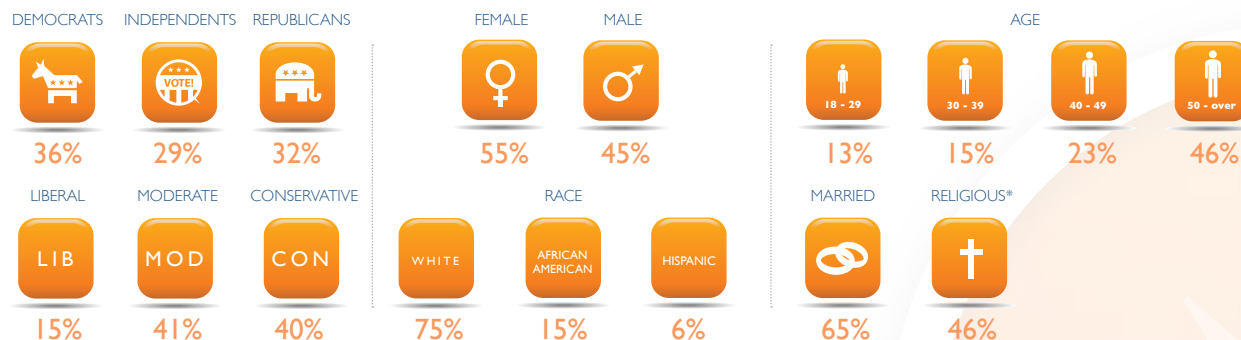 DEMOCRATS INDEPENDENTS REPUBLICANS
VOTE!
36% 29% 32%
LIBERAL MODERATE CONSERVATIVE
LIB MOD CON
15% 41% 40%
FEMALE MALE
55% 45%
RACE
WHITE AFRICAN AMERICAN HISPANIC
75% 15% 6%
AGE
18 - 29 30 - 39 40 - 49 50 - over
13% 15% 23% 46%
MARRIED RELIGIOUS*
65% 46%